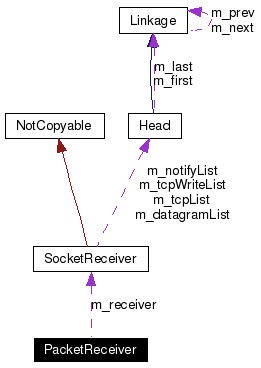 m_prev
Linkage
m_next
m_last
m_first
NotCopyable
Head
m_notifyList
m_tcpWriteList
m_tcpList
m_datagramList
SocketReceiver
m_receiver
PacketReceiver